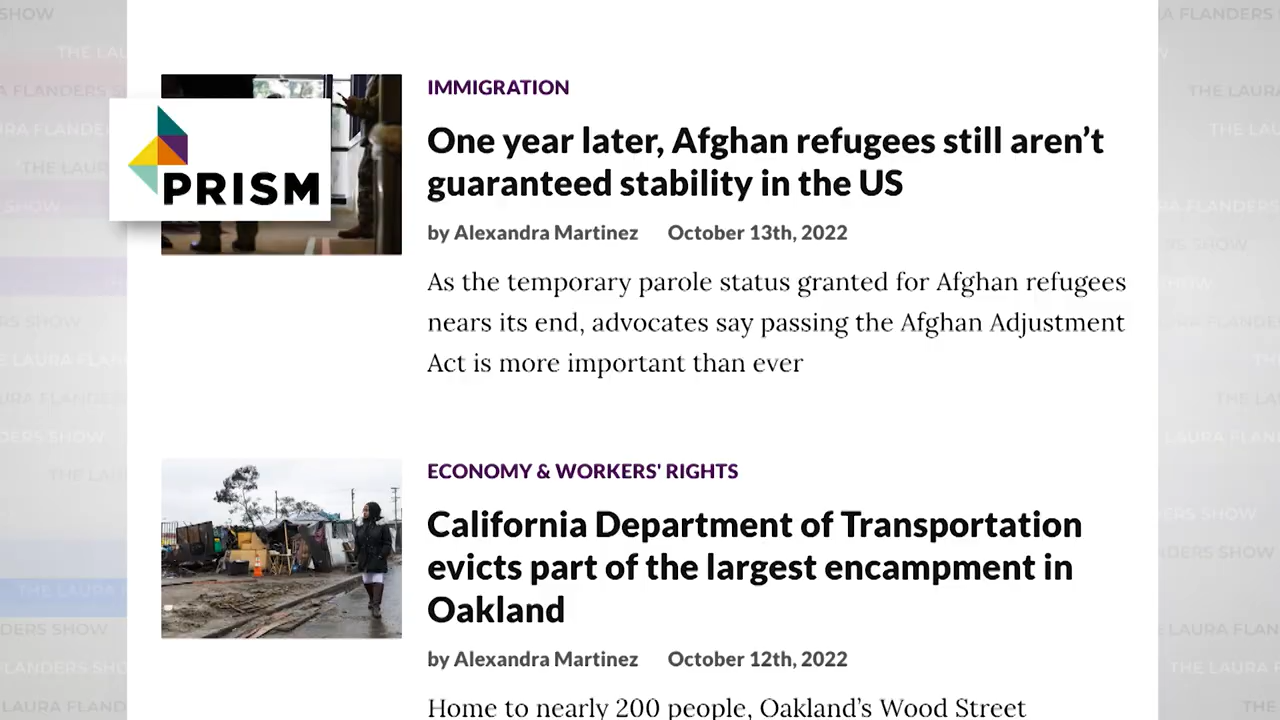 PRISM
IMMIGRATION
One year later, Afghan refugees still aren’t
guaranteed stability in the US
by Alexandra Martinez October 13th, 2022
As the temporary parole status granted for Afghan refugees
nears its end, advocates say passing the Afghan Adjustment
Act is more important than ever
ECONOMY & WORKERS' RIGHTS
California Department of Transportation
evicts part of the largest encampment in
Oakland
by Alexandra Martinez October 12th, 2022
Home to nearly 200 people, Oakland’s Wood Street